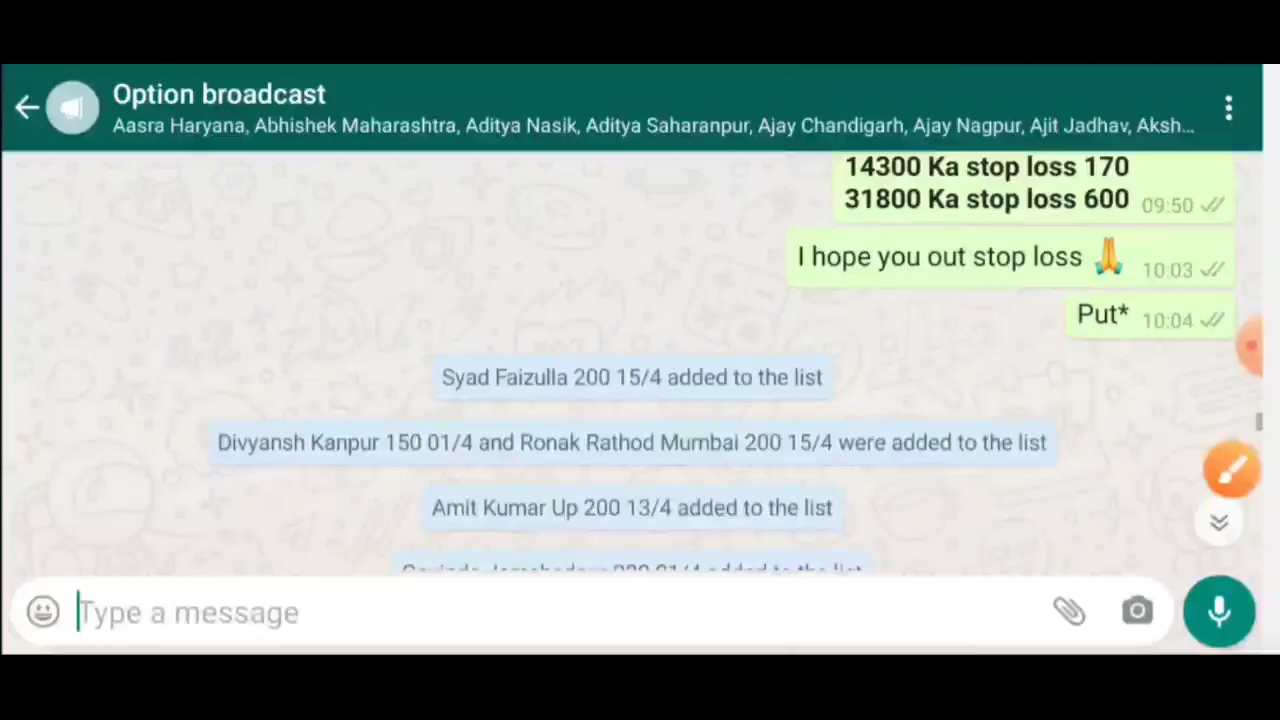 Option broadcast
Aasra Haryana, Abhishek Maharashtra, Aditya Nasik, Aditya Saharanpur, Ajay Chandigarh, Ajay Nagpur, Ajit Jadhav, Aksh...
14300 Ka stop loss 170
31800 Ka stop loss 600 09:50
I hope you out stop loss 🙏 10:03
Put* 10:04
Syad Faizulla 200 15/4 added to the list
Divyansh Kanpur 150 01/4 and Ronak Rathod Mumbai 200 15/4 were added to the list
Amit Kumar Up 200 13/4 added to the list
added to the list
Type a message